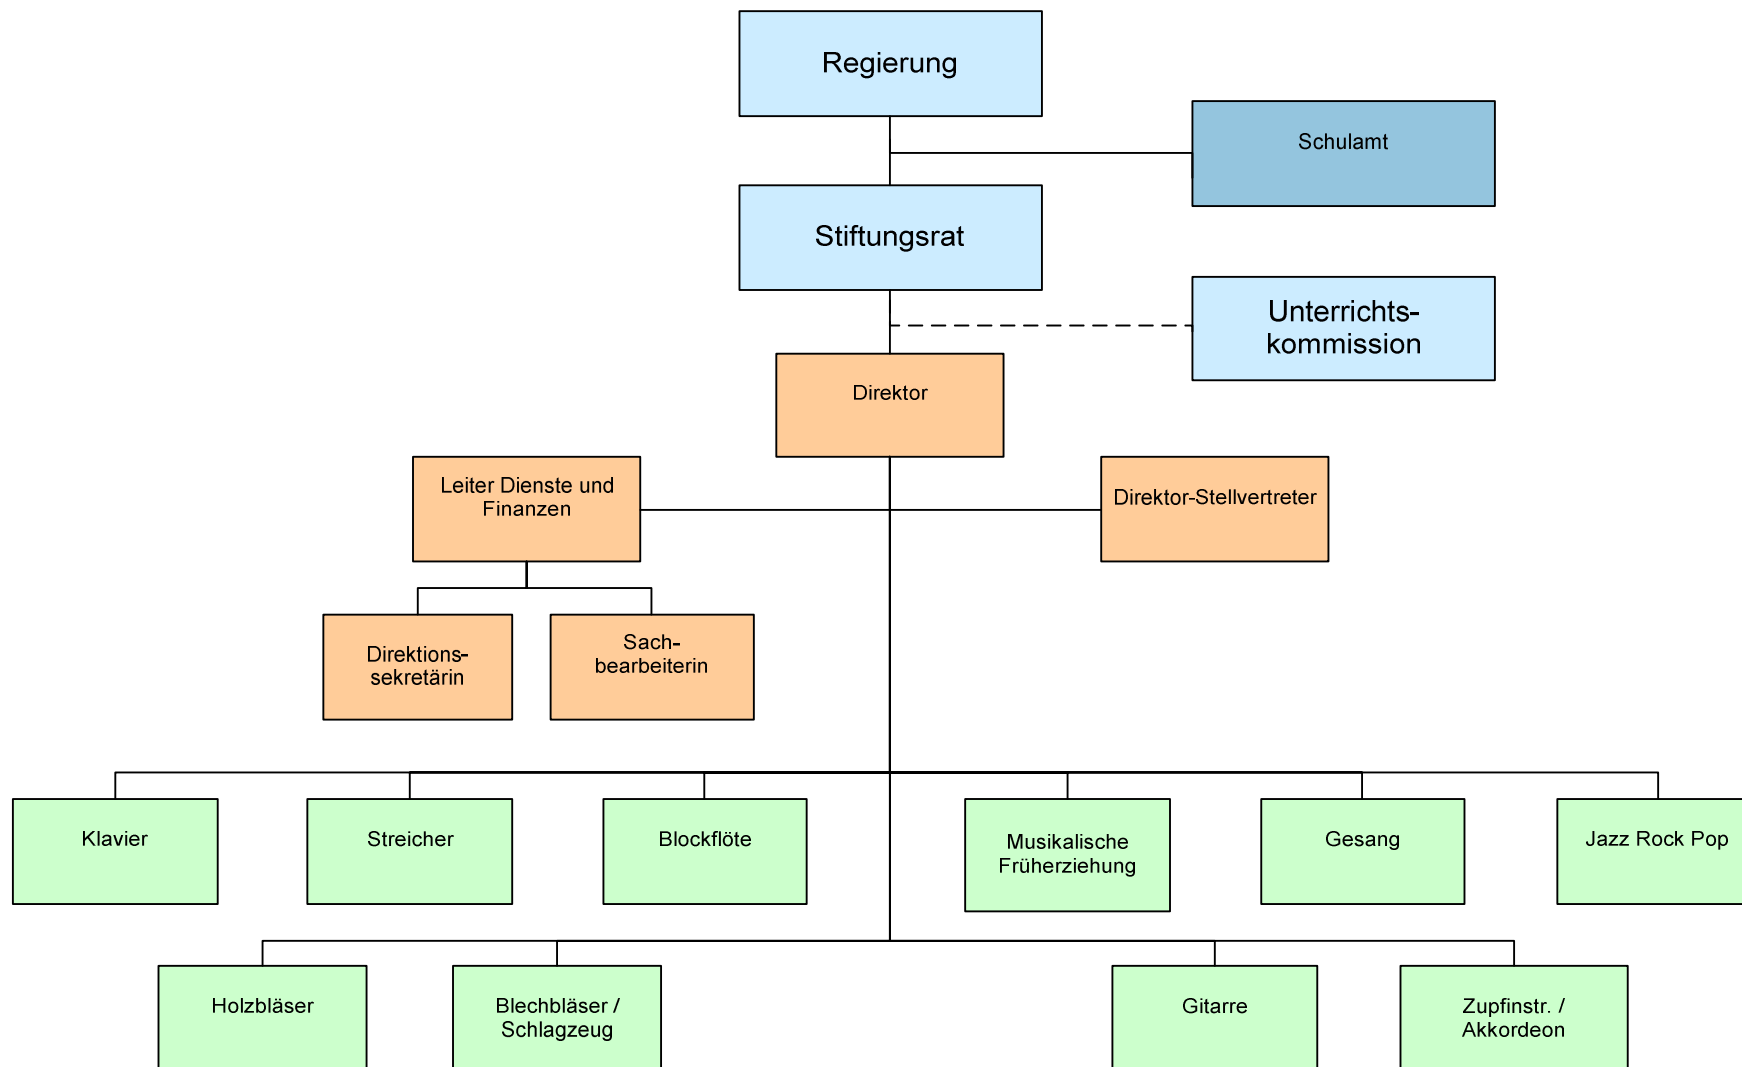 Regierung
Schulamt
Stiftungsrat
Unterrichts-
kommission
Direktor
Leiter Dienste und
Finanzen
Direktor-Stellvertreter
Direktions-
sekretärin
Sach-
bearbeiterin
Klavier
Streicher
Blockflöte
Musikalische
Früherziehung
Gesang
Jazz Rock Pop
Holzbläser
Blechbläser /
Schlagzeug
Gitarre
Zupfinstr. /
Akkordeon